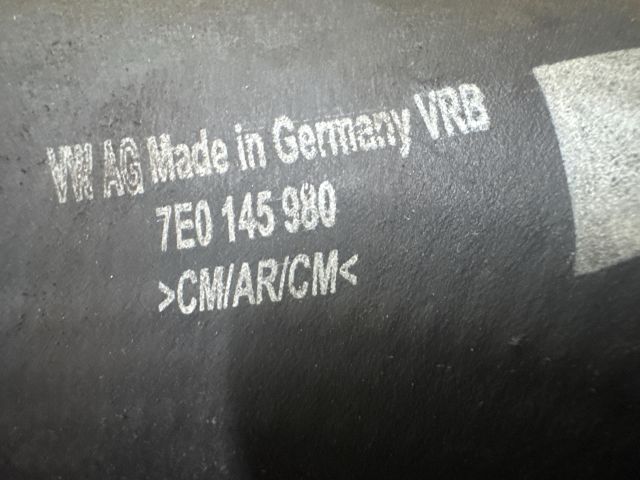 VW AG Made in Germany VRB
7E0 145 980
>CM/AR/CM<